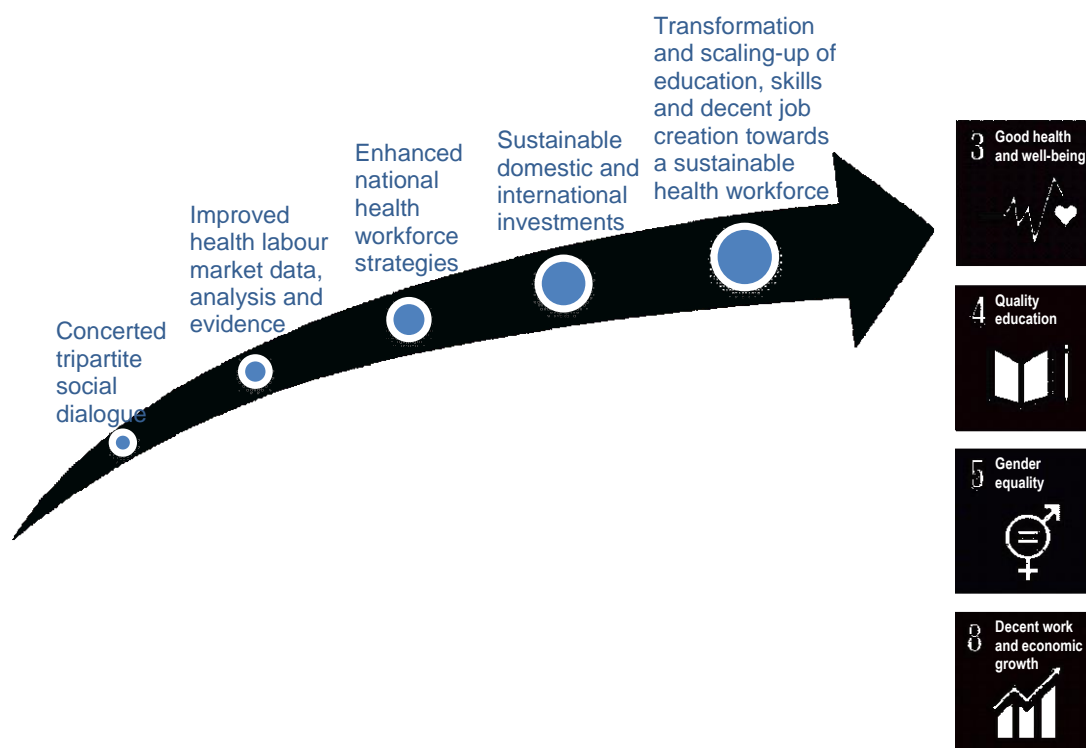 Concerted
tripartite
social
dialogue
Improved
health labour
market data,
analysis and
evidence
Enhanced
national
health
workforce
strategies
Sustainable
domestic and
international
investments
Transformation
and scaling-up of
education, skills
and decent job
creation towards
a sustainable
health workforce
3 Good health
and well-being
4 Quality
education
5 Gender
equality
8 Decent work
and economic
growth